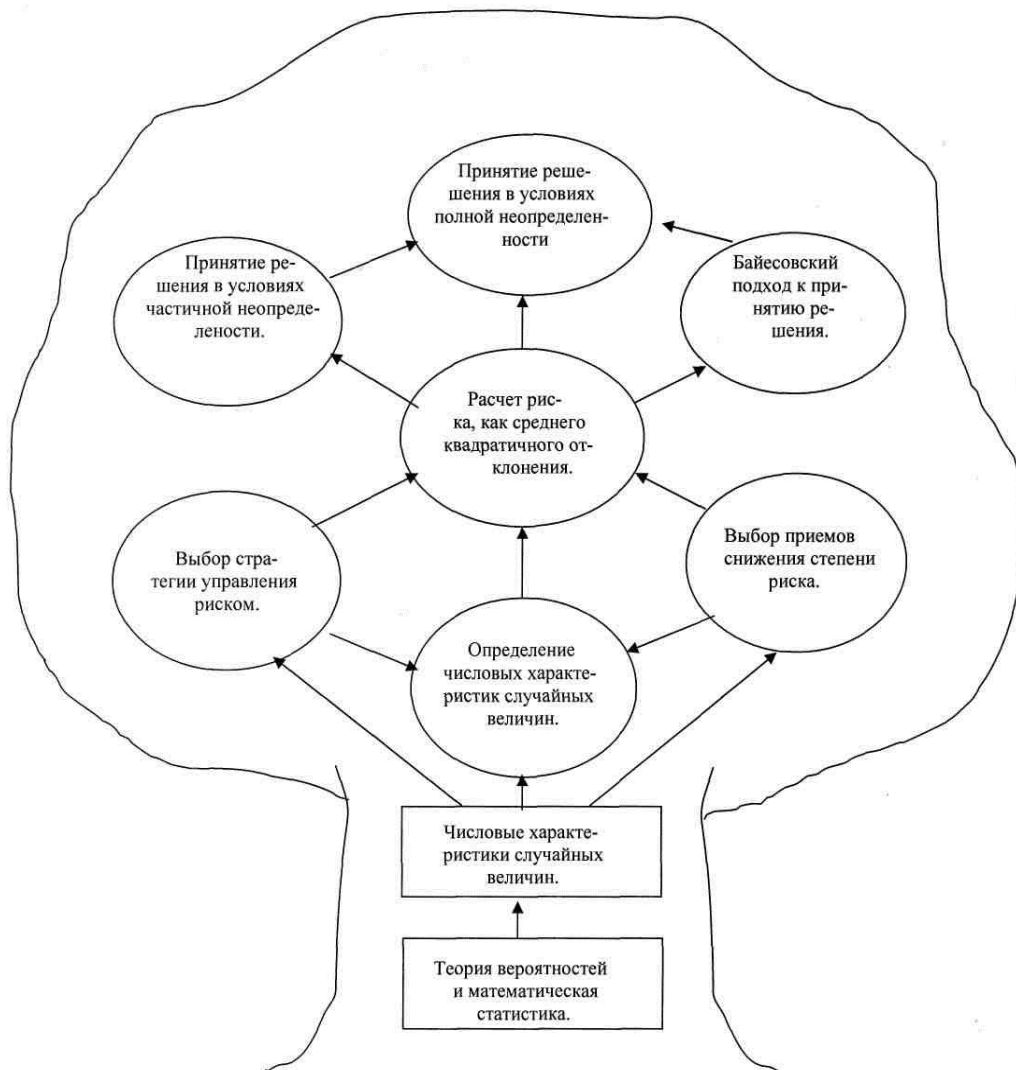 Принятие реше-
шения в условиях
полной неопределен-
ности
Принятие ре-
шения в условиях
частичной неопреде-
лености.
Байесовский
подход к при-
нятию ре-
шения.
Расчет рис-
ка, как среднего
квадратичного от-
клонения.
Выбор стра-
тегии управления
риском.
Выбор приемов
снижения степени
риска.
Определение
числовых характе-
ристик случайных
величин.
Числовые характе-
ристики случайных
величин.
Теория вероятностей
и математическая
статистика.